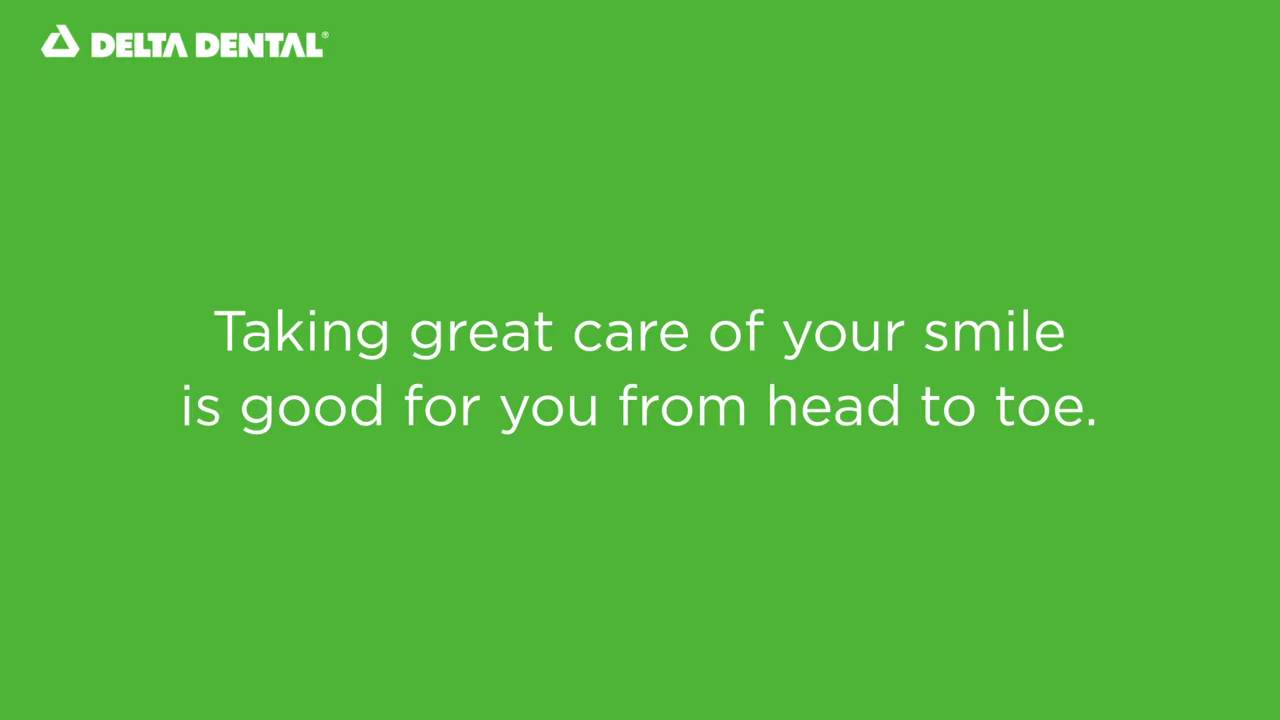 DELTA DENTAL®
Taking great care of your smile
is good for you from head to toe.